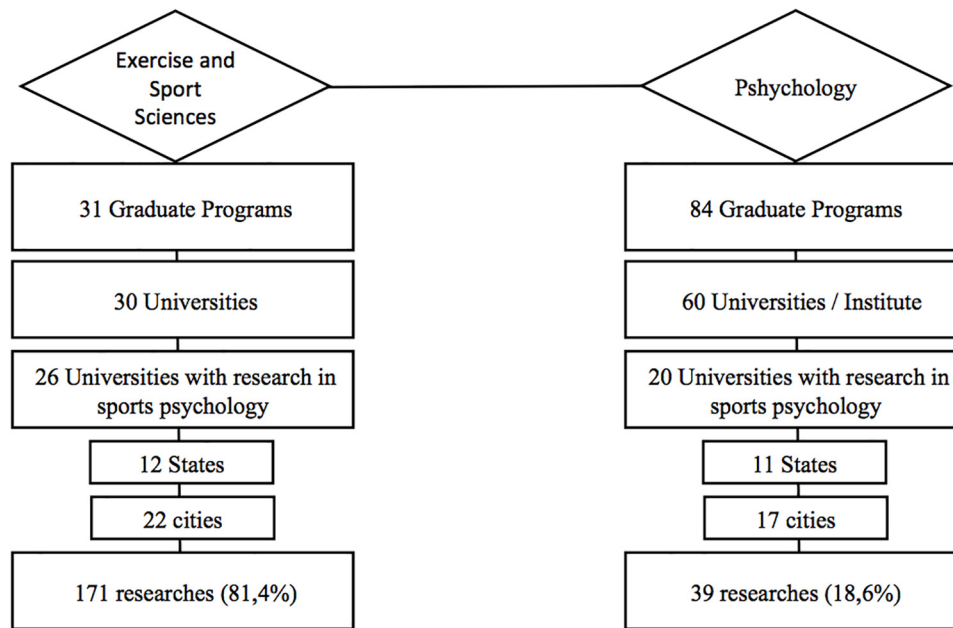 Exercise and
Sport
Sciences
31 Graduate Programs
30 Universities
26 Universities with research in
sports psychology
12 States
22 cities
171 researches (81,4%)
Pshychology
84 Graduate Programs
60 Universities / Institute
20 Universities with research in
sports psychology
11 States
17 cities
39 researches (18,6%)